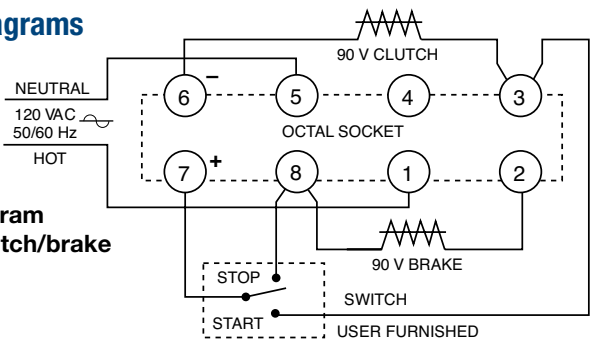 agrams
90 V CLUTCH
NEUTRAL
6 – 5 4 3
120 VAC
50/60 Hz
OCTAL SOCKET
HOT
7 + 8 1 2
ram
tch/brake
90 V BRAKE
STOP
SWITCH
START
USER FURNISHED